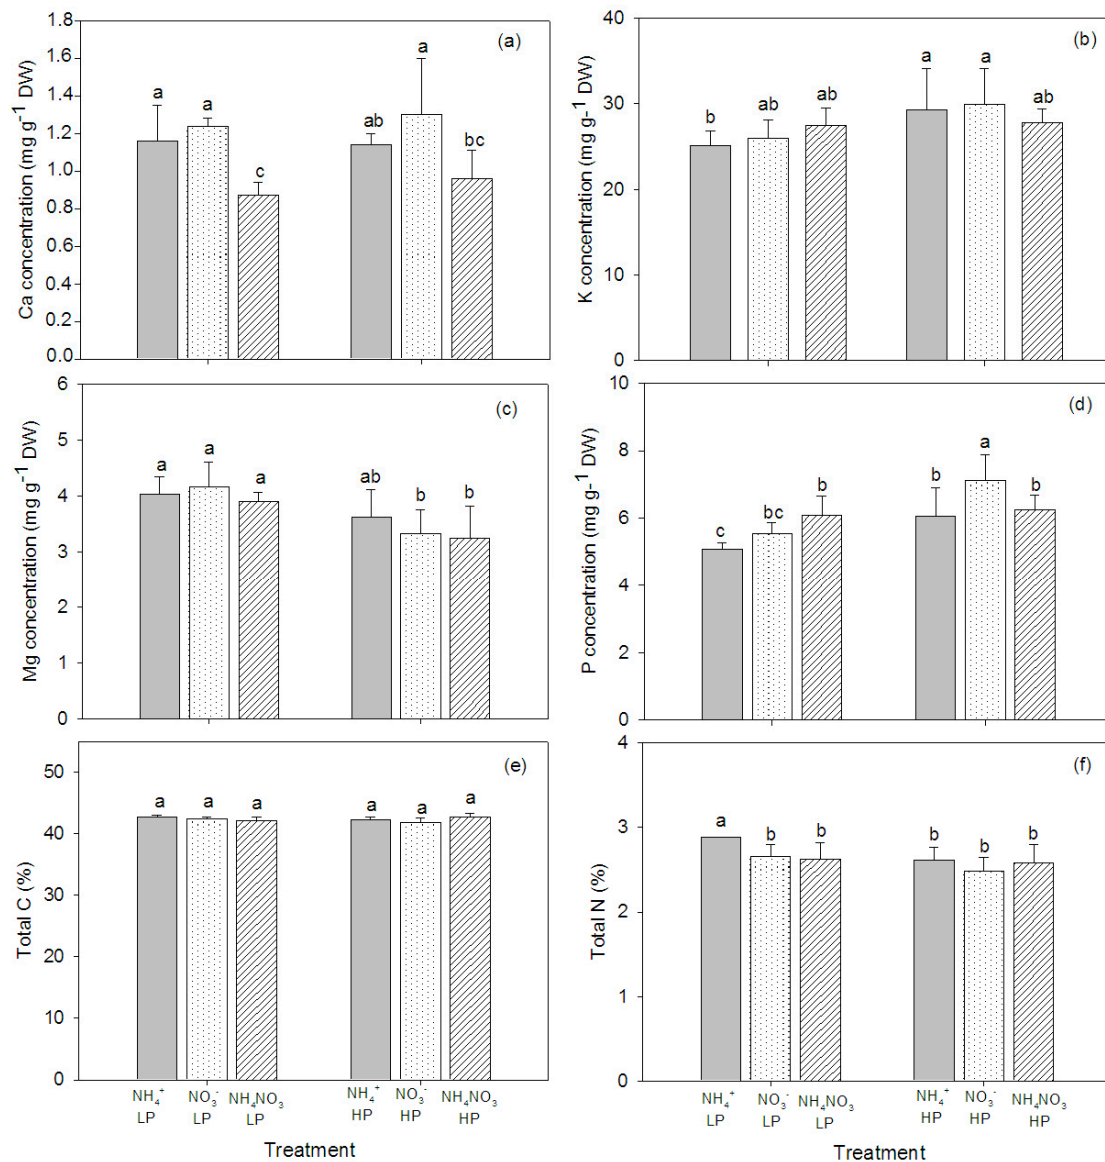 (a)
Ca concentration (mg g⁻¹ DW)
1.8
1.6
1.4
1.2
1.0
0.8
0.6
0.4
0.2
0.0
a
a
c
ab
a
bc
(b)
K concentration (mg g-¹ DW)
40
30
20
10
0
b
ab
ab
a
a
ab
(c)
Mg concentration (mg g⁻¹ DW)
6
5
4
3
2
1
0
a
a
a
ab
b
b
(d)
P concentration (mg g-¹ DW)
10
8
6
4
2
0
c
bc
b
b
a
b
(e)
Total C (%)
50
40
30
20
10
0
a
a
a
a
a
a
NH₄⁺ NO₃⁻ NH₄NO₃ NH₄⁺ NO₃⁻ NH₄NO₃
LP LP LP HP HP HP
Treatment
(f)
Total N (%)
4
3
2
1
0
a
b
b
b
b
b
NH₄⁺ NO₃⁻ NH₄NO₃ NH₄⁺ NO₃⁻ NH₄NO₃
LP LP LP HP HP HP
Treatment